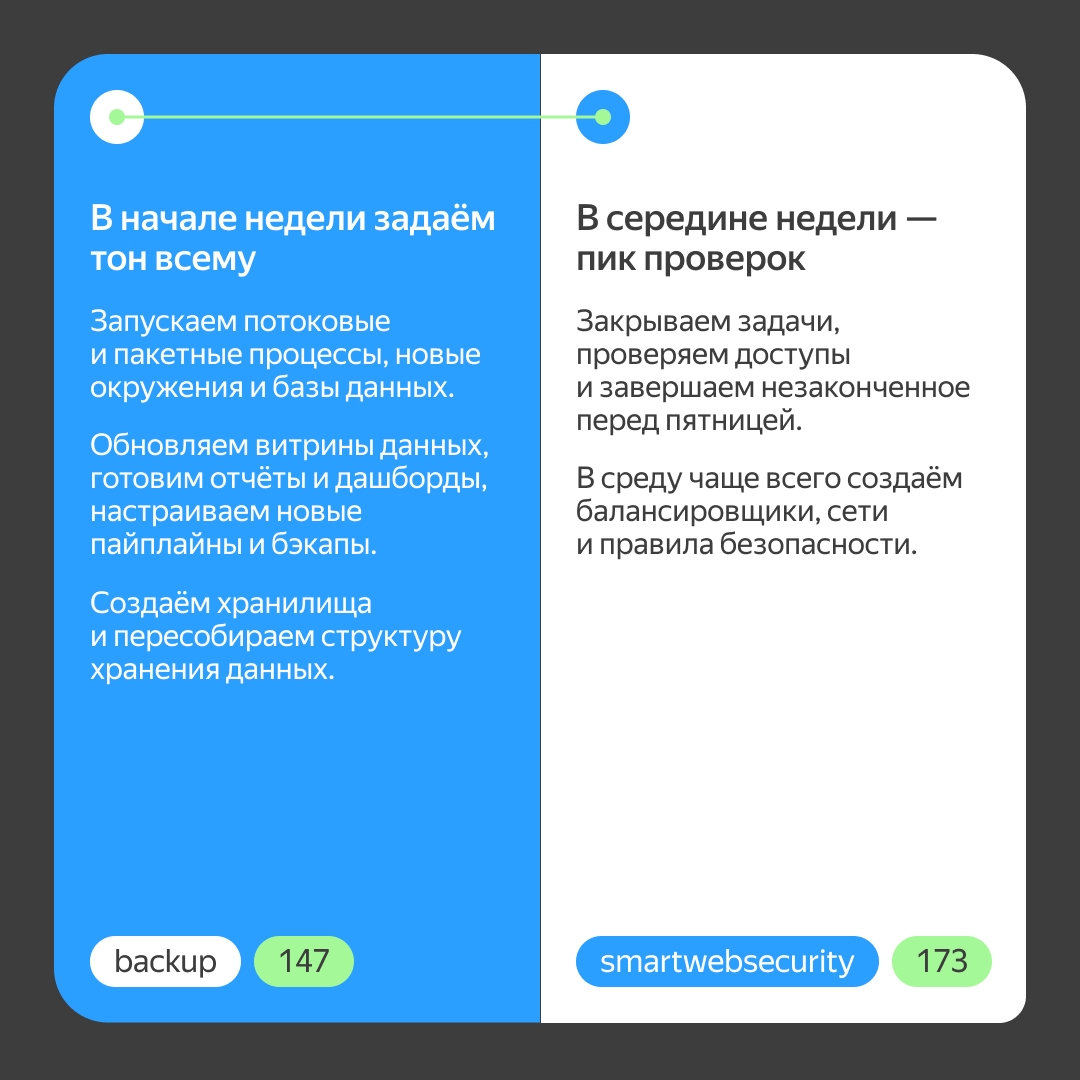 В начале недели задаём
тон всему
Запускаем потоковые
и пакетные процессы, новые
окружения и базы данных.
Обновляем витрины данных,
готовим отчёты и дашборды,
настраиваем новые
пайплайны и бэкапы.
Создаём хранилища
и пересобираем структуру
хранения данных.
backup
147
В середине недели —
пик проверок
Закрываем задачи,
проверяем доступы
и завершаем незаконченное
перед пятницей.
В среду чаще всего создаём
балансировщики, сети
и правила безопасности.
smartwebsecurity
173